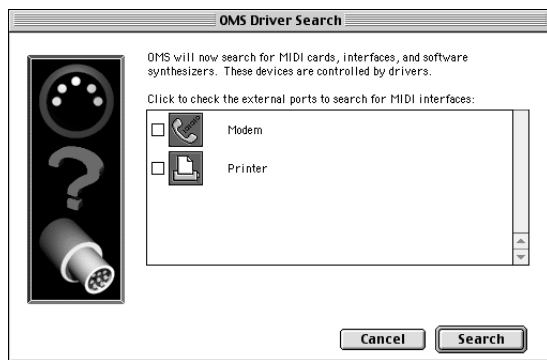 OMS Driver Search
OMS will now search for MIDI cards, interfaces, and software
synthesizers. These devices are controlled by drivers.
Click to check the external ports to search for MIDI interfaces:
Modem
Printer
Cancel
Search